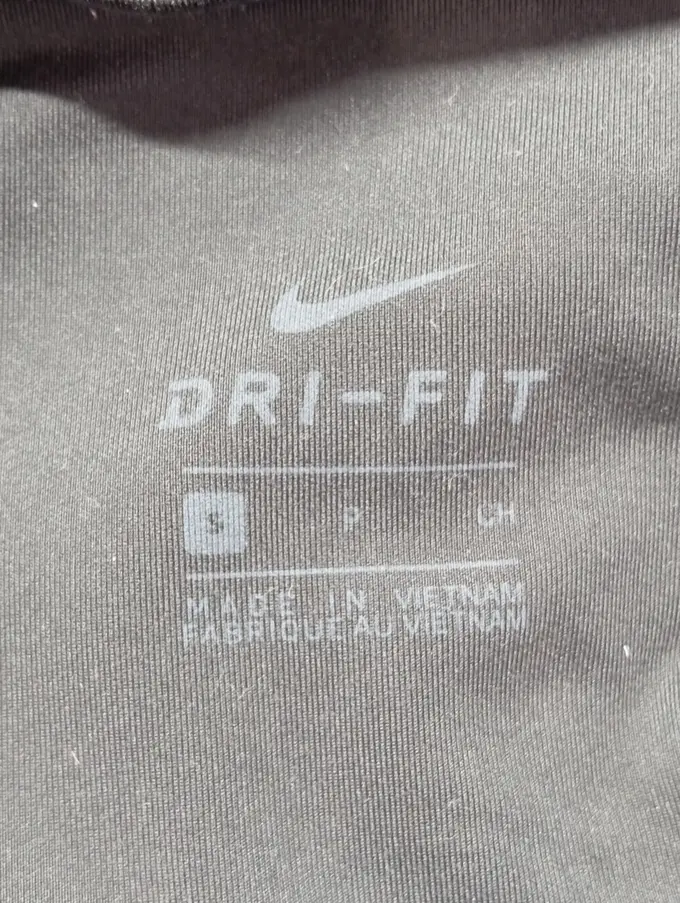 DRI-FIT
S P CH
MADE IN VIETNAM
FABRIQUE AU VIETNAM